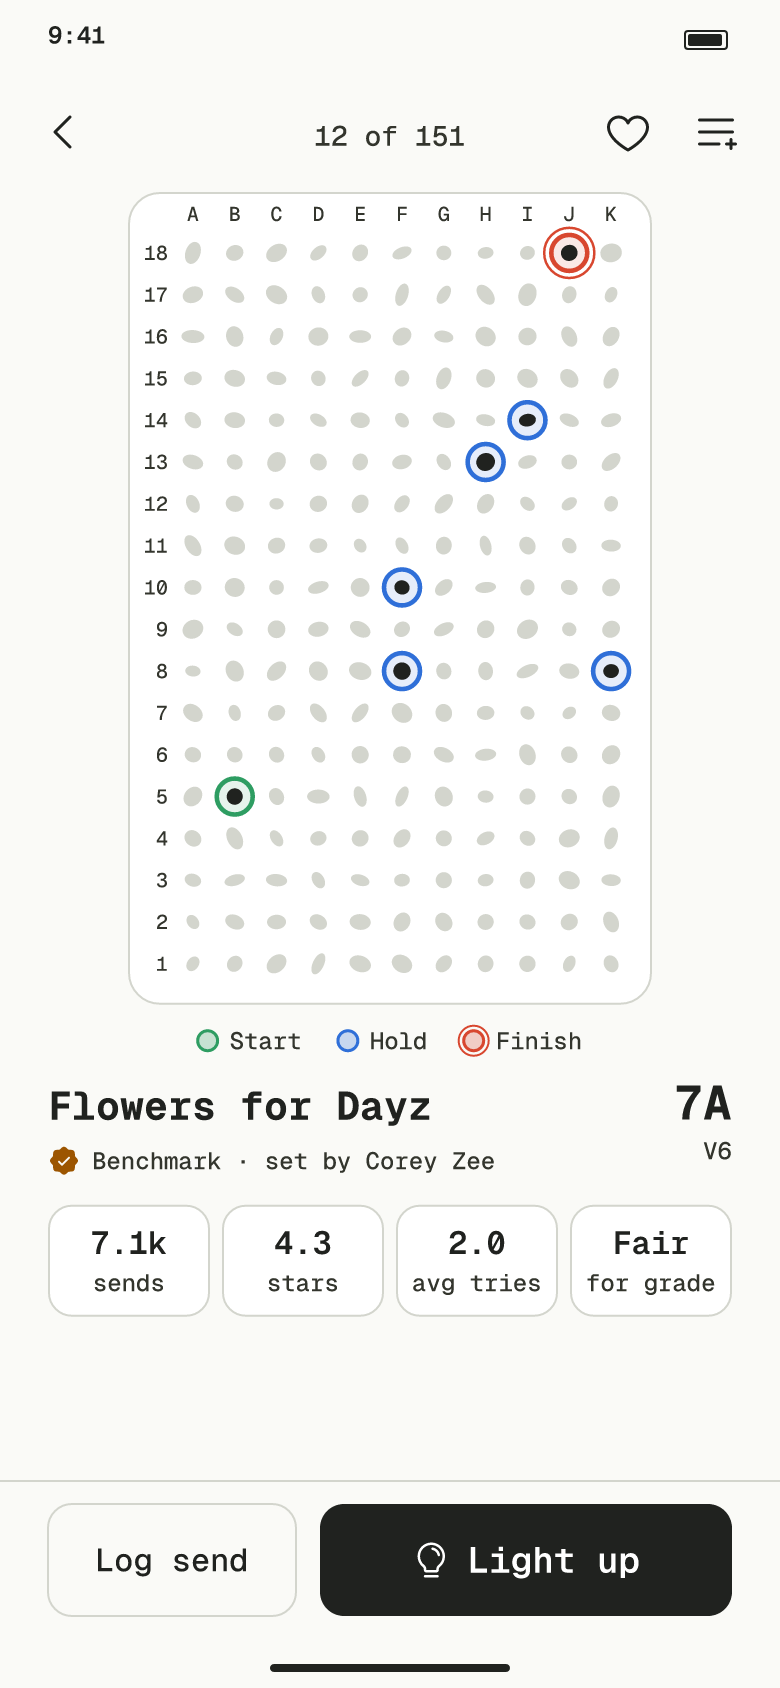 9:41
12 of 151
A B C D E F G H I J K
18
17
16
15
14
13
12
11
10
9
8
7
6
5
4
3
2
1
Start Hold Finish
Flowers for Dayz 7A
Benchmark · set by Corey Zee V6
7.1k 4.3 2.0 Fair
sends stars avg tries for grade
Log send Light up